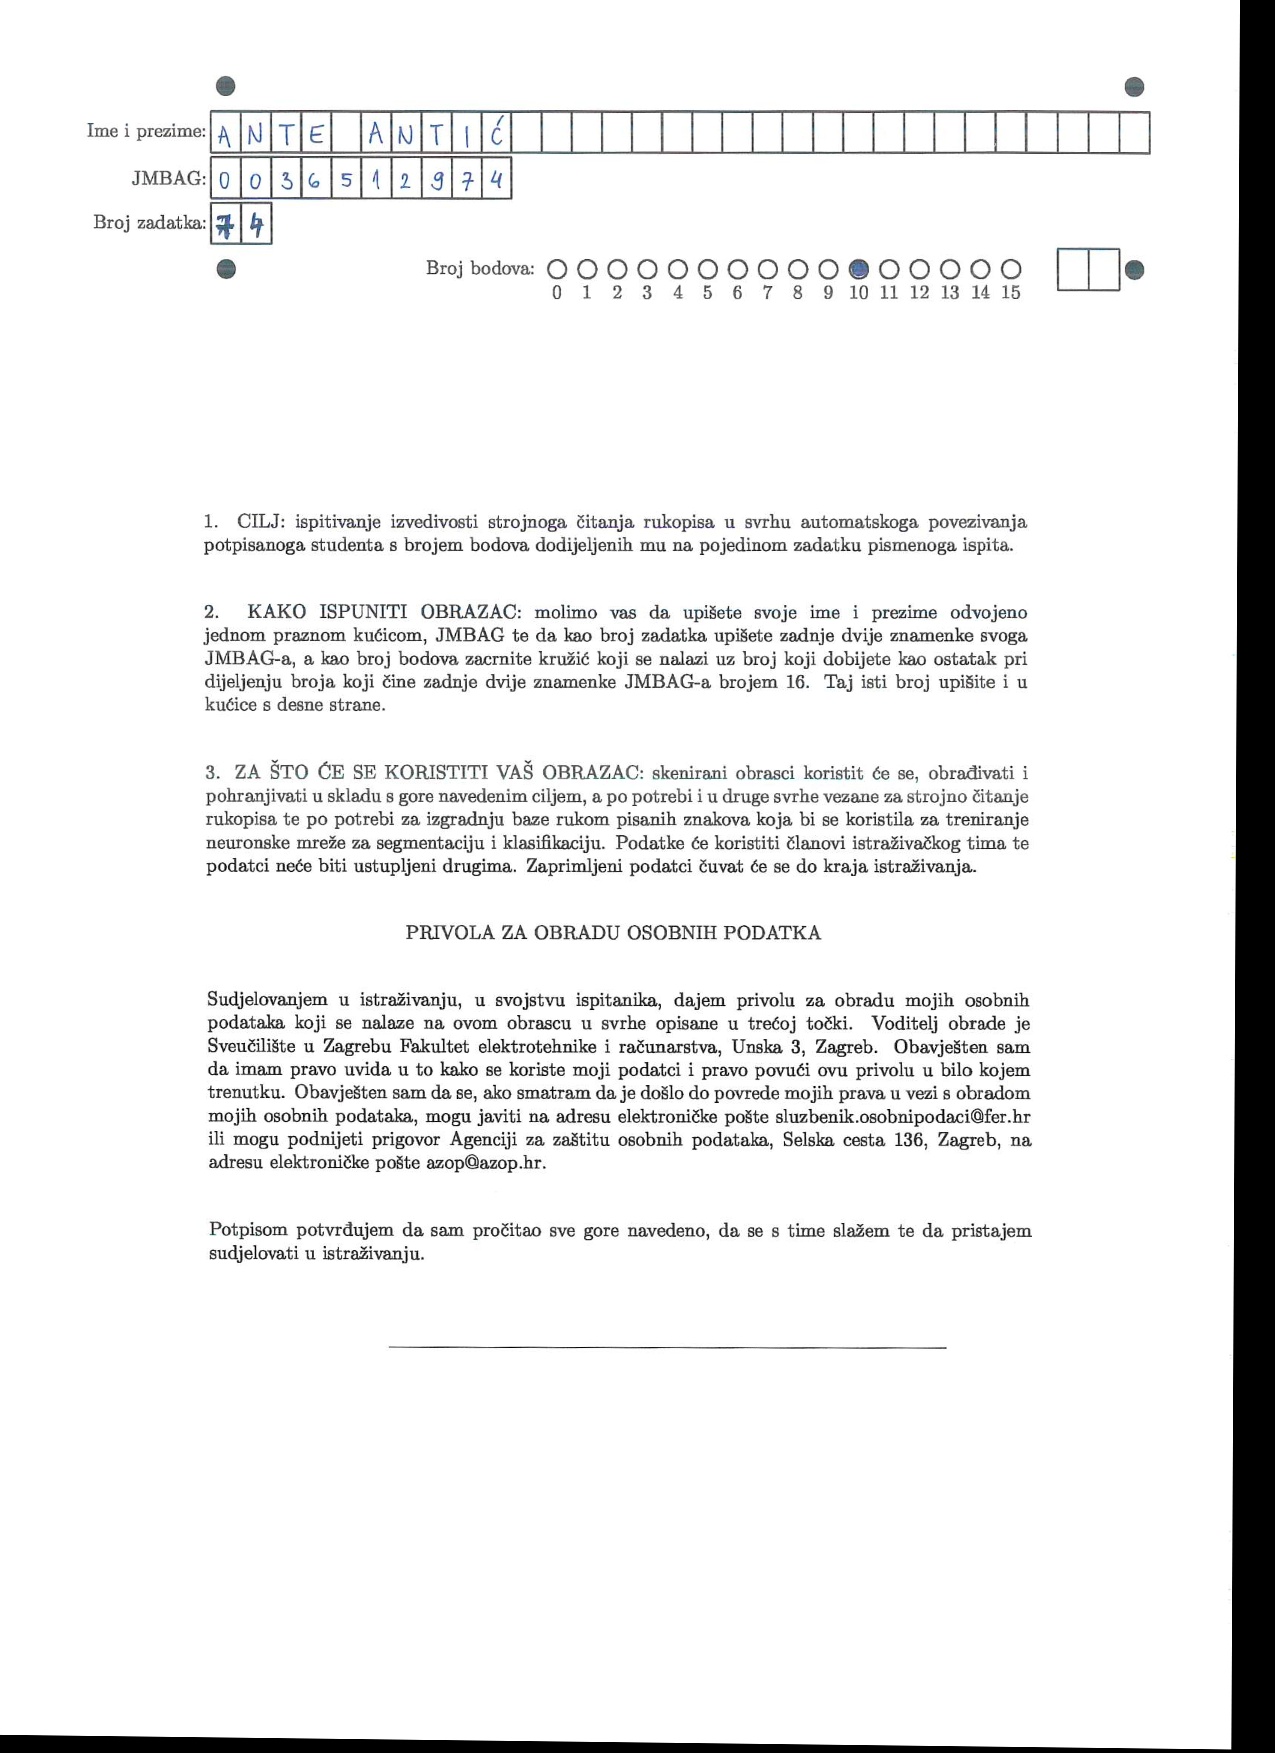 Ime i prezime: ANTE ANTIĆ
JMBAG: 0036512974
Broj zadatka: 74
Broj bodova:
0 1 2 3 4 5 6 7 8 9 10 11 12 13 14 15
1. CILJ: ispitivanje izvedivosti strojnoga čitanja rukopisa u svrhu automatskoga povezivanja
potpisanoga studenta s brojem bodova dodijeljenih mu na pojedinom zadatku pismenoga ispita.
2. KAKO ISPUNITI OBRAZAC: molimo vas da upišete svoje ime i prezime odvojeno
jednom praznom kućicom, JMBAG te da kao broj zadatka upišete zadnje dvije znamenke svoga
JMBAG-a, a kao broj bodova zacrnite kružić koji se nalazi uz broj koji dobijete kao ostatak pri
dijeljenju broja koji čine zadnje dvije znamenke JMBAG-a brojem 16. Taj isti broj upišite i u
kućice s desne strane.
3. ZA ŠTO ĆE SE KORISTITI VAŠ OBRAZAC: skenirani obrasci koristit će se, obrađivati i
pohranjivati u skladu s gore navedenim ciljem, a po potrebi i u druge svrhe vezane za strojno čitanje
rukopisa te po potrebi za izgradnju baze rukom pisanih znakova koja bi se koristila za treniranje
neuronske mreže za segmentaciju i klasifikaciju. Podatke će koristiti članovi istraživačkog tima te
podatci neće biti ustupljeni drugima. Zaprimljeni podatci čuvat će se do kraja istraživanja.
PRIVOLA ZA OBRADU OSOBNIH PODATKA
Sudjelovanjem u istraživanju, u svojstvu ispitanika, dajem privolu za obradu mojih osobnih
podataka koji se nalaze na ovom obrascu u svrhe opisane u trećoj točki. Voditelj obrade je
Sveučilište u Zagrebu Fakultet elektrotehnike i računarstva, Unska 3, Zagreb. Obavješten sam
da imam pravo uvida u to kako se koriste moji podatci i pravo povući ovu privolu u bilo kojem
trenutku. Obavješten sam da se, ako smatram da je došlo do povrede mojih prava u vezi s obradom
mojih osobnih podataka, mogu javiti na adresu elektroničke pošte sluzbenik.osobnipodaci@fer.hr
ili mogu podnijeti prigovor Agenciji za zaštitu osobnih podataka, Selska cesta 136, Zagreb, na
adresu elektroničke pošte azop@azop.hr.
Potpisom potvrđujem da sam pročitao sve gore navedeno, da se s time slažem te da pristajem
sudjelovati u istraživanju.